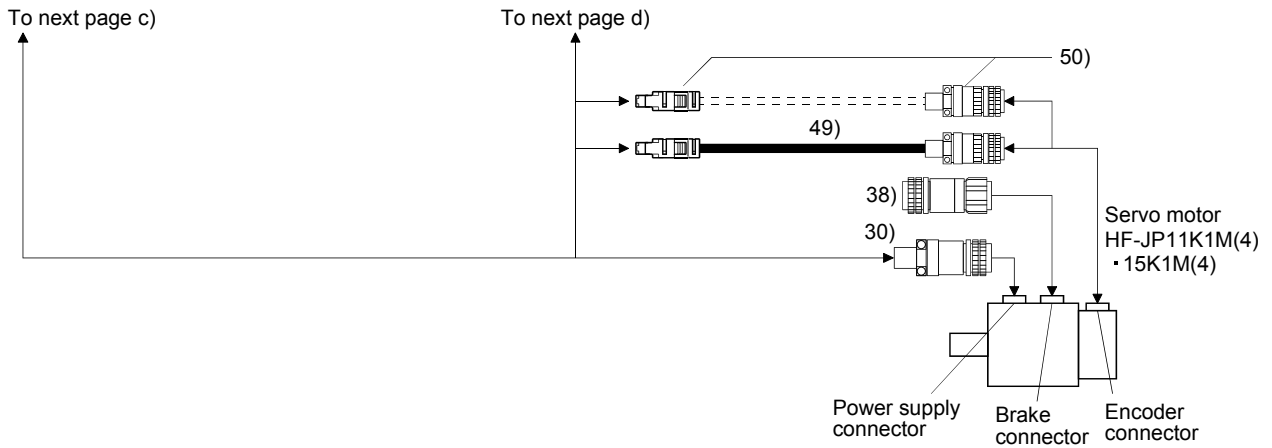 To next page c)
To next page d)
50)
49)
38)
30)
Servo motor
HF-JP11K1M(4)
・15K1M(4)
Power supply
connector
Brake
connector
Encoder
connector